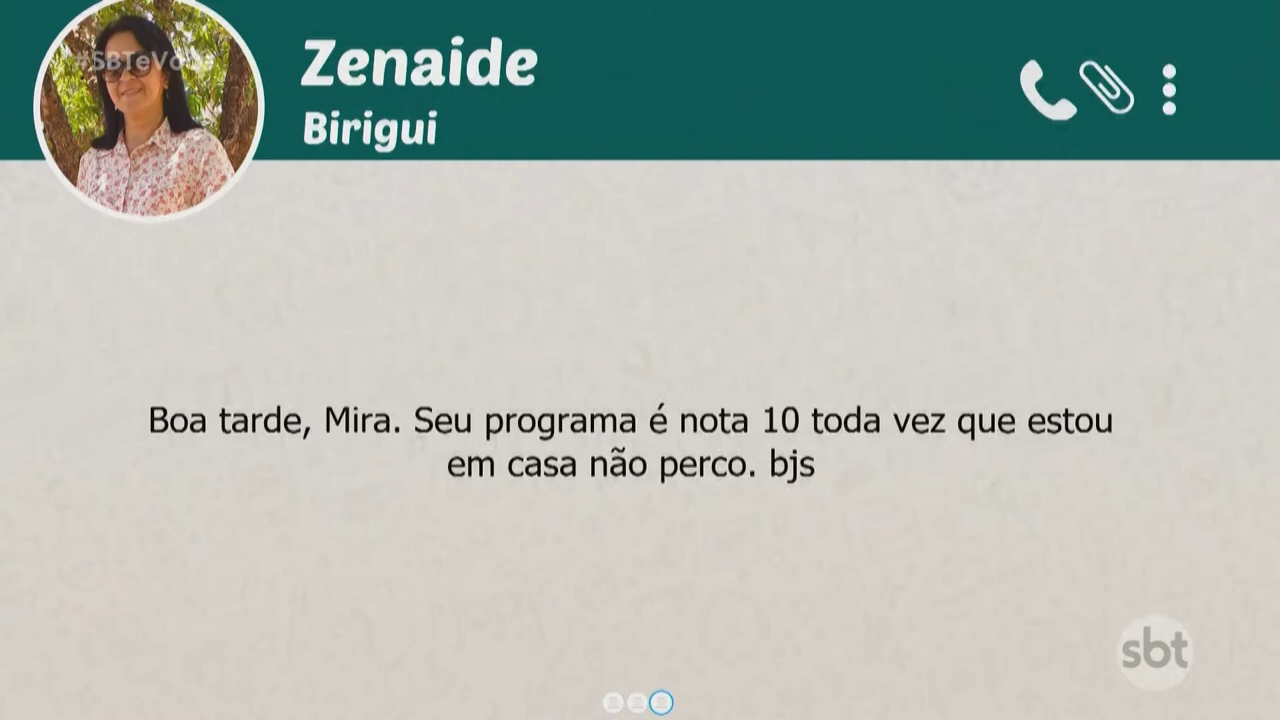 #SBTeVo
Zenaide
Birigui
Boa tarde, Mira. Seu programa é nota 10 toda vez que estou
em casa não perco. bjs
sbt